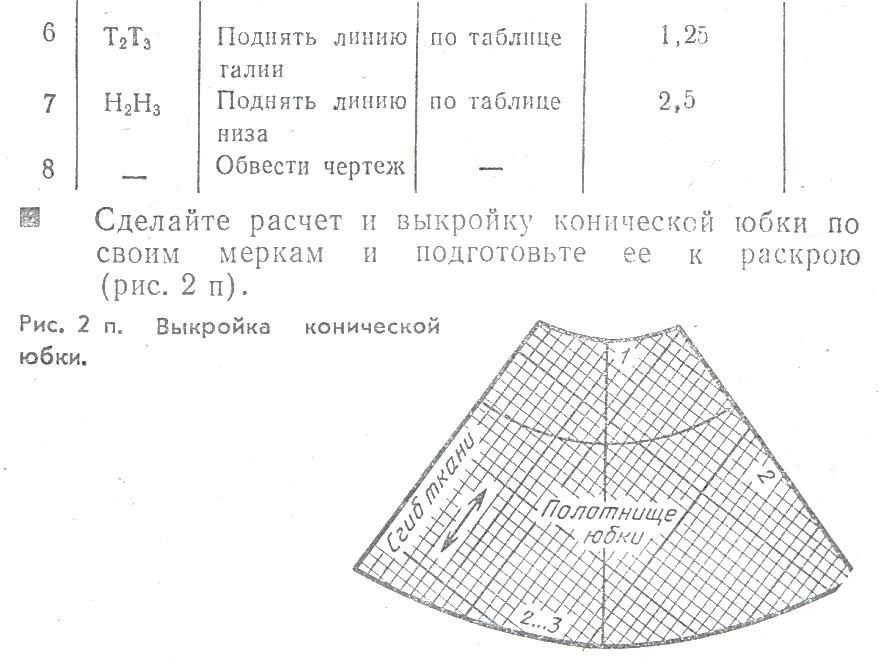 6 T₂T₃ Поднять линию по таблице 1,25
талии
7 H₂H₃ Поднять линию по таблице 2,5
низа
8 — Обвести чертеж —
Сделайте расчет и выкройку конической юбки по
своим меркам и подготовьте ее к раскрою
(рис. 2 п).
Рис. 2 п. Выкройка конической
юбки.
1
2
Сгиб ткани
Полотнище
юбки
2...3